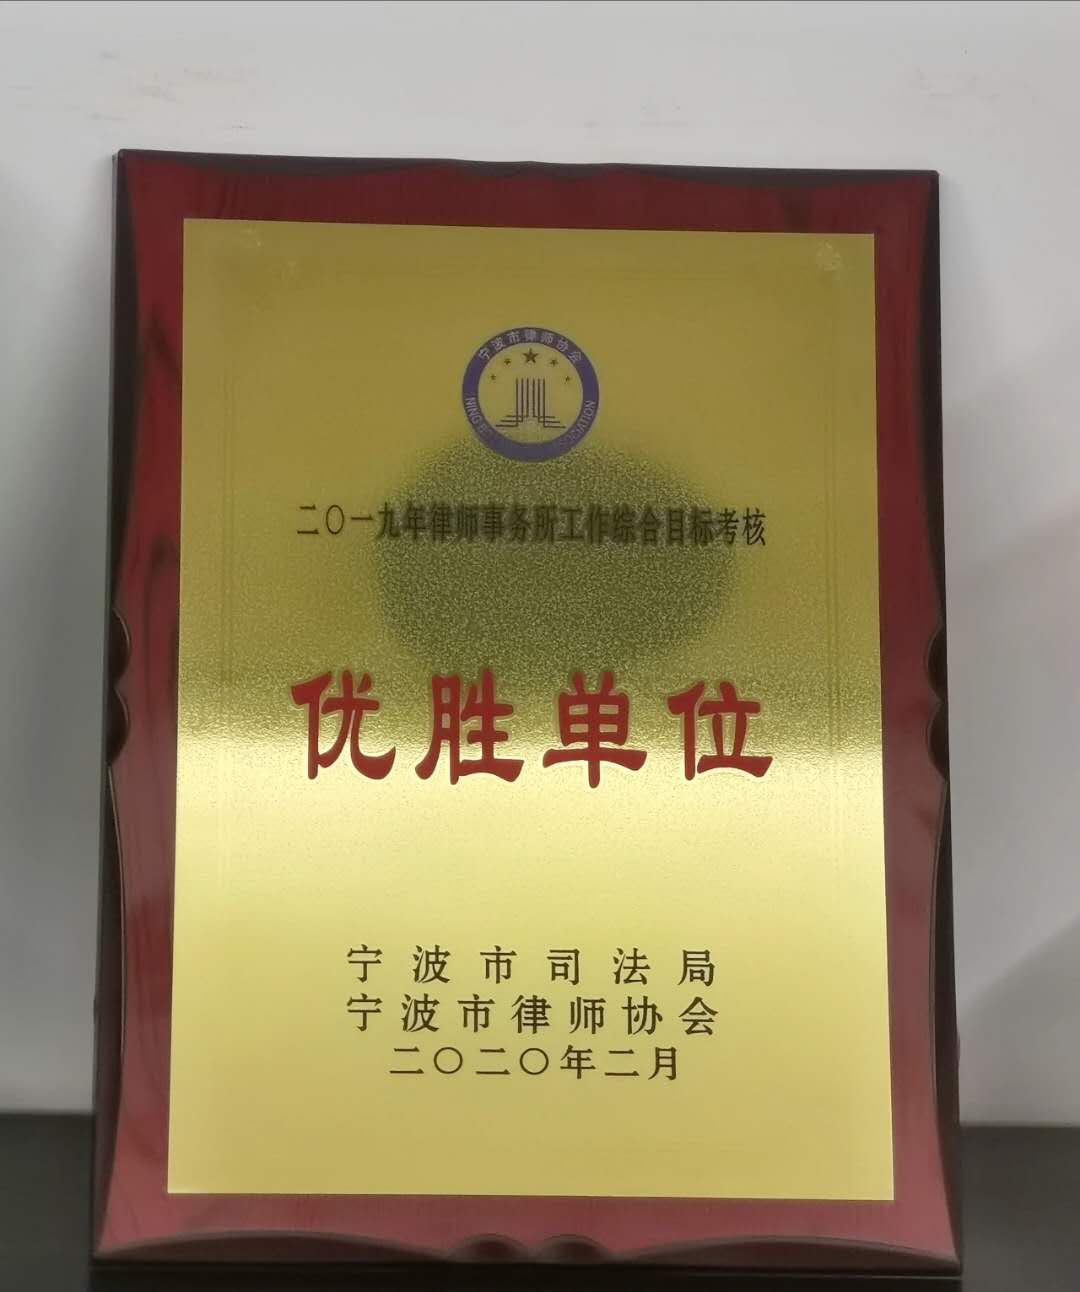 宁波市律师协会
二〇一九年律师事务所工作综合目标考核
优胜单位
宁波市司法局
宁波市律师协会
二〇二〇年二月